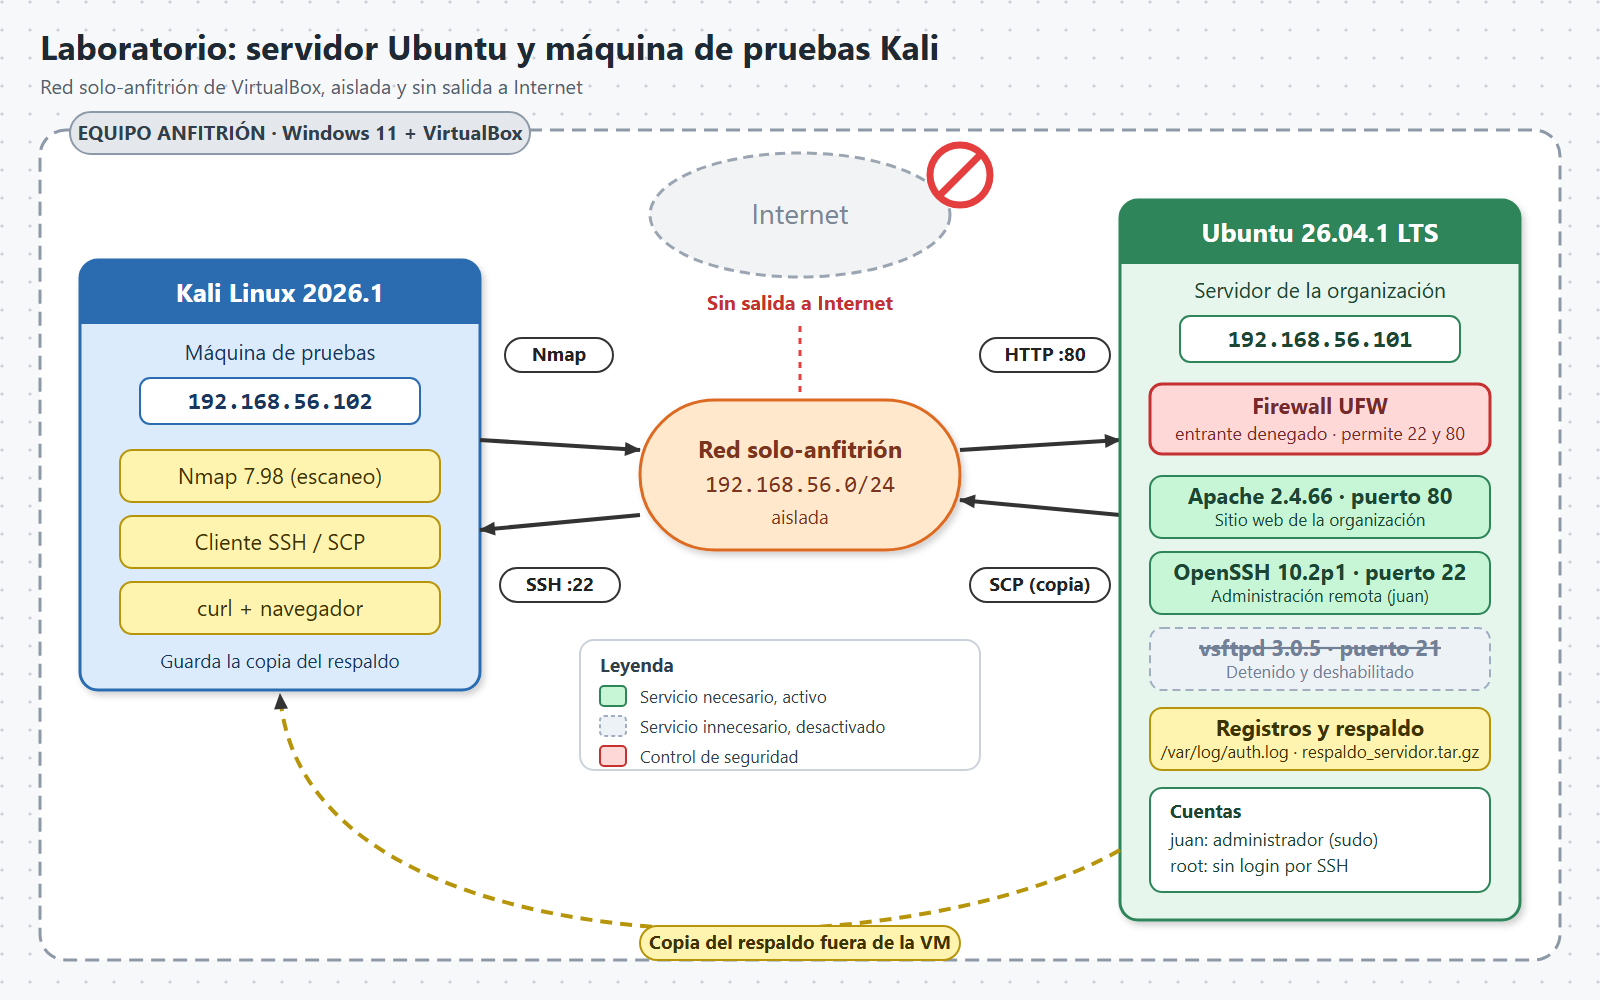 Laboratorio: servidor Ubuntu y máquina de pruebas Kali
Red solo-anfitrión de VirtualBox, aislada y sin salida a Internet
EQUIPO ANFITRIÓN · Windows 11 + VirtualBox
Internet
Sin salida a Internet
Kali Linux 2026.1
Máquina de pruebas
192.168.56.102
Nmap 7.98 (escaneo)
Cliente SSH / SCP
curl + navegador
Guarda la copia del respaldo
Nmap
SSH :22
Red solo-anfitrión
192.168.56.0/24
aislada
HTTP :80
SCP (copia)
Leyenda
Servicio necesario, activo
Servicio innecesario, desactivado
Control de seguridad
Ubuntu 26.04.1 LTS
Servidor de la organización
192.168.56.101
Firewall UFW
entrante denegado · permite 22 y 80
Apache 2.4.66 · puerto 80
Sitio web de la organización
OpenSSH 10.2p1 · puerto 22
Administración remota (juan)
vsftpd 3.0.5 · puerto 21
Detenido y deshabilitado
Registros y respaldo
/var/log/auth.log · respaldo_servidor.tar.gz
Cuentas
juan: administrador (sudo)
root: sin login por SSH
Copia del respaldo fuera de la VM